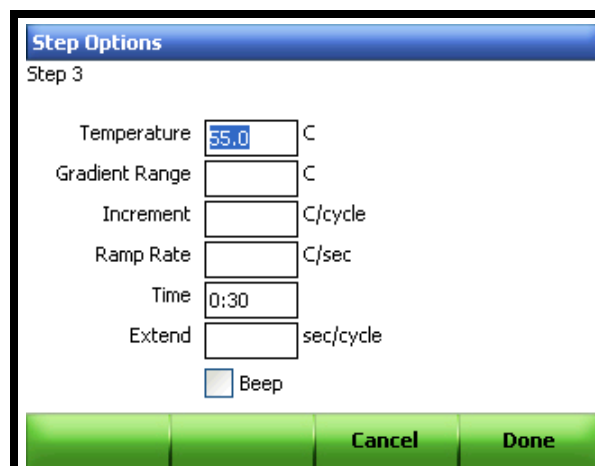 Step Options
Step 3
Temperature 55.0 C
Gradient Range C
Increment C/cycle
Ramp Rate C/sec
Time 0:30
Extend sec/cycle
Beep
Cancel Done